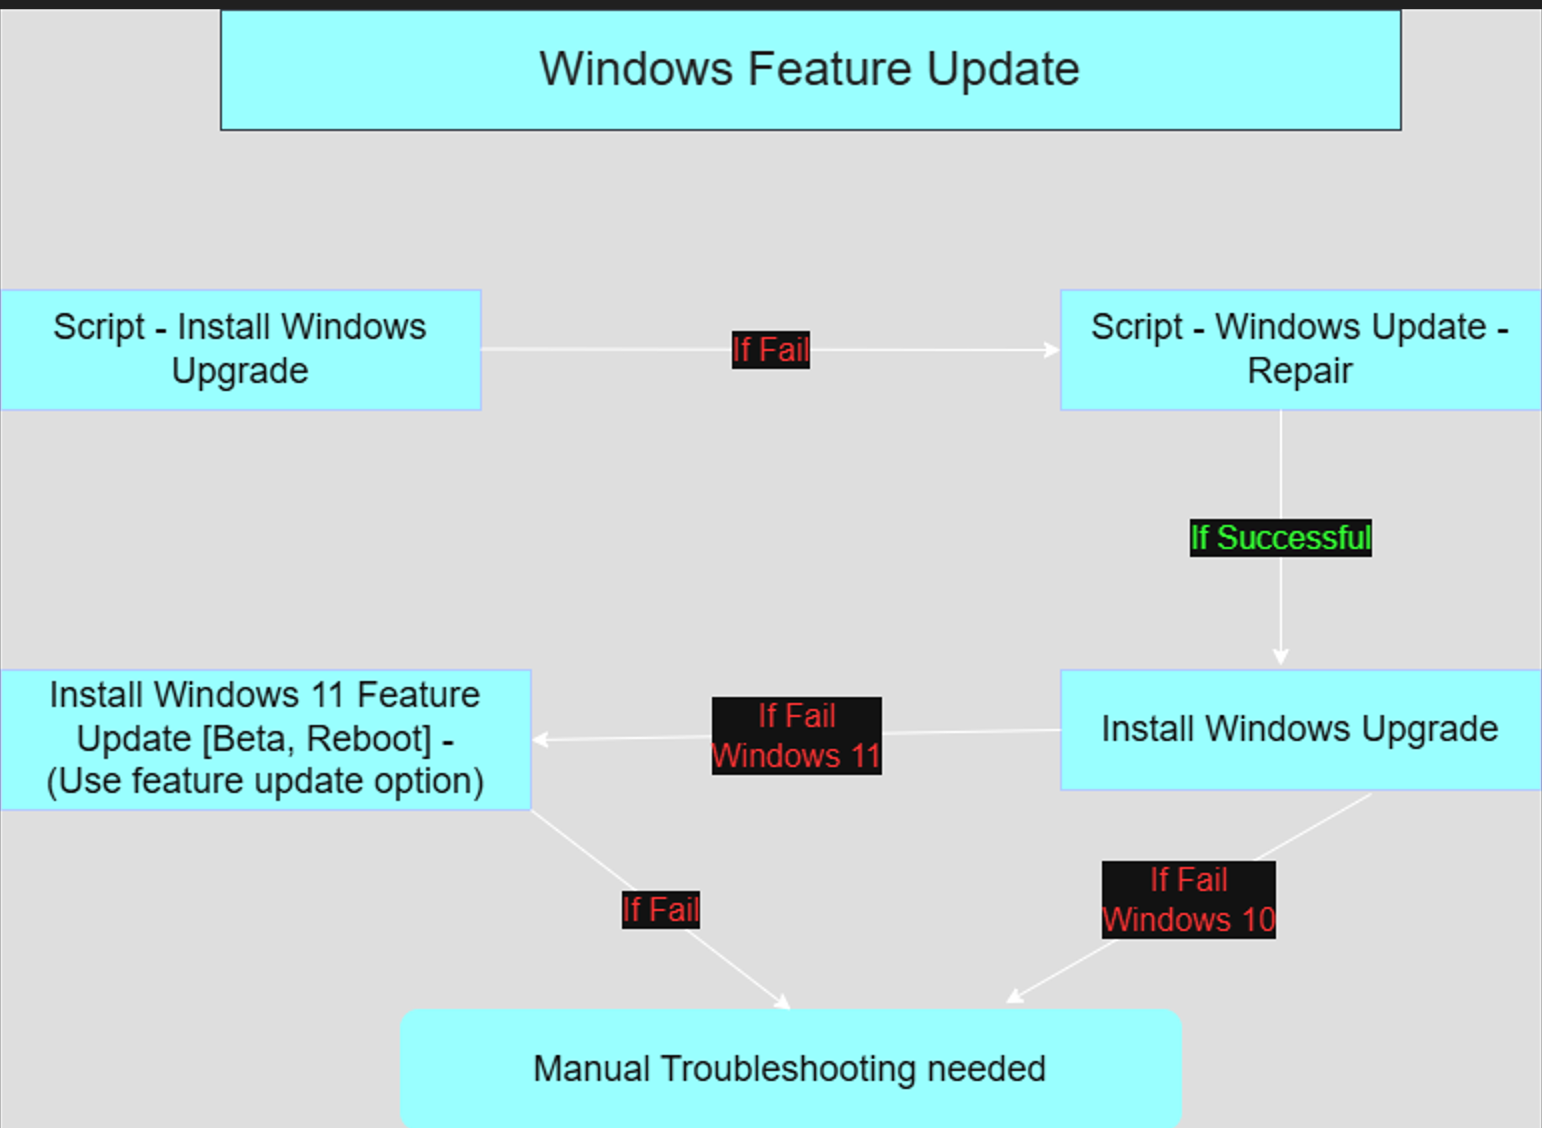 Windows Feature Update
Script - Install Windows
Upgrade
If Fail
Script - Windows Update -
Repair
If Successful
Install Windows 11 Feature
Update [Beta, Reboot] -
(Use feature update option)
If Fail
Windows 11
Install Windows Upgrade
If Fail
If Fail
Windows 10
Manual Troubleshooting needed